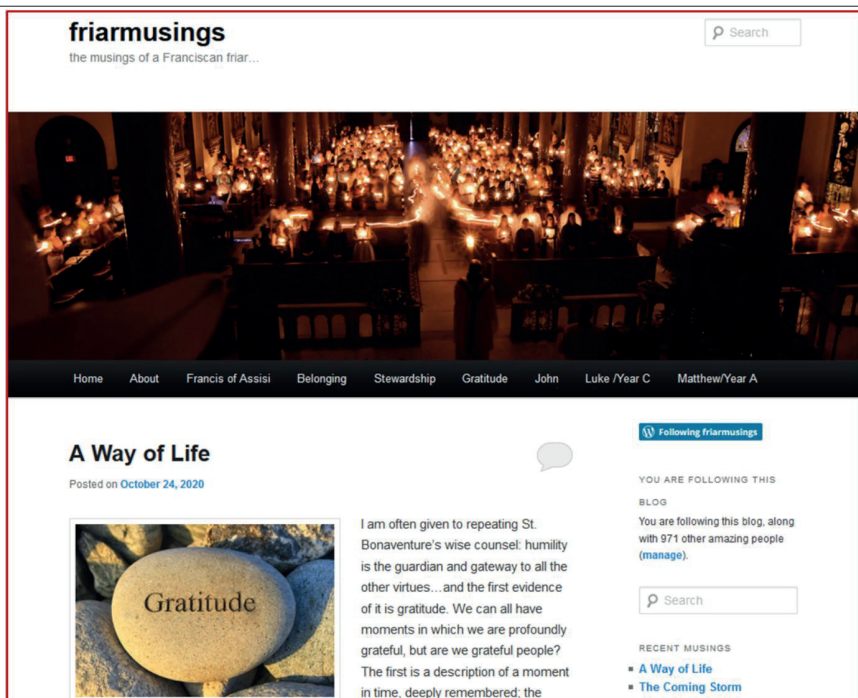 friarmusings
the musings of a Franciscan friar...
Search
Home About Francis of Assisi Belonging Stewardship Gratitude John Luke /Year C Matthew/Year A
A Way of Life
Posted on October 24, 2020
Gratitude
I am often given to repeating St.
Bonaventure's wise counsel: humility
is the guardian and gateway to all the
other virtues…and the first evidence
of it is gratitude. We can all have
moments in which we are profoundly
grateful, but are we grateful people?
The first is a description of a moment
in time, deeply remembered; the
Following friarmusings
YOU ARE FOLLOWING THIS
BLOG
You are following this blog, along
with 971 other amazing people
(manage).
Search
RECENT MUSINGS
A Way of Life
The Coming Storm